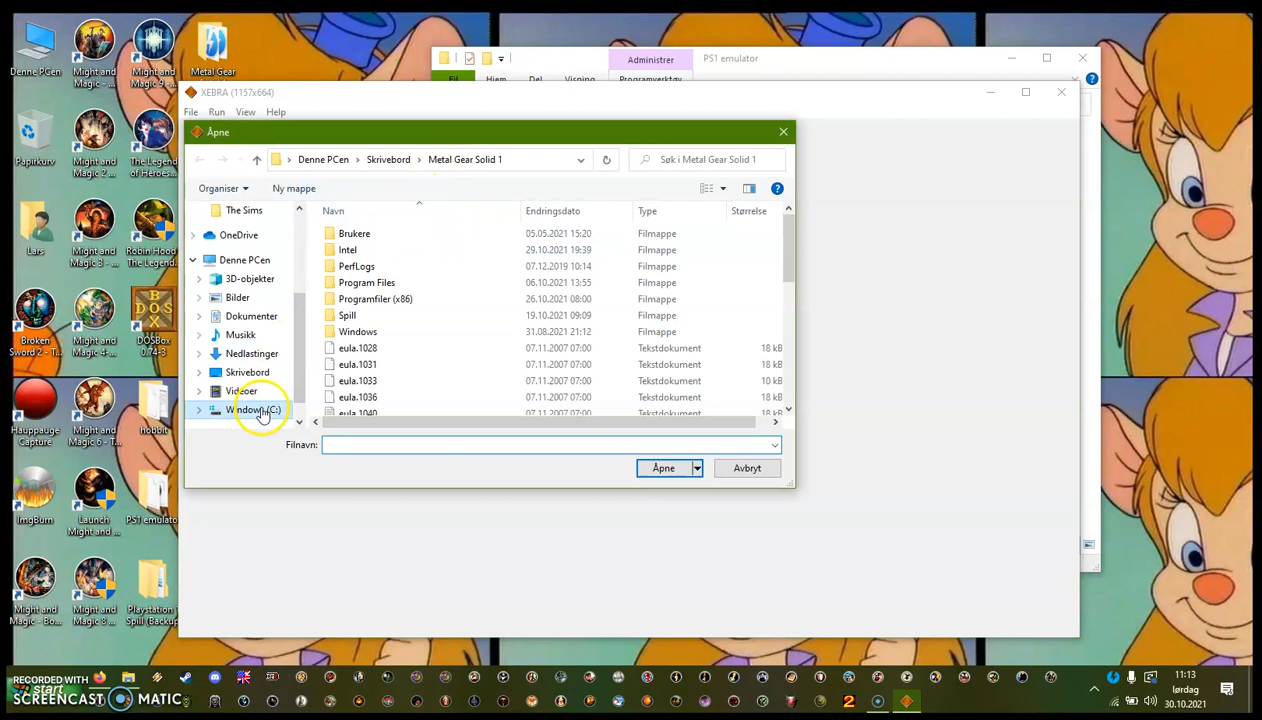 Denne PCen
Might and
Magic - ...
Might and
Magic 9 -...
Metal Gear
Administrer
PS1 emulator
Fil
Hjem
Del
Visning
Programverktøy
XEBRA (1157x664)
File
Run
View
Help
Åpne
Denne PCen
Skrivebord
Metal Gear Solid 1
Søk i Metal Gear Solid 1
Organiser
Ny mappe
The Sims
OneDrive
Denne PCen
3D-objekter
Bilder
Dokumenter
Musikk
Nedlastinger
Skrivebord
Videoer
Windows (C:)
Navn
Endringsdato
Type
Størrelse
Brukere 05.05.2021 15:20 Filmappe
Intel 29.10.2021 19:39 Filmappe
PerfLogs 07.12.2019 10:14 Filmappe
Program Files 06.10.2021 13:55 Filmappe
Programfiler (x86) 26.10.2021 08:00 Filmappe
Spill 19.10.2021 09:09 Filmappe
Windows 31.08.2021 21:12 Filmappe
eula.1028 07.11.2007 07:00 Tekstdokument 18 kB
eula.1031 07.11.2007 07:00 Tekstdokument 18 kB
eula.1033 07.11.2007 07:00 Tekstdokument 10 kB
eula.1036 07.11.2007 07:00 Tekstdokument 18 kB
eula.1040 07.11.2007 07:00 Tekstdokument 18 kB
Filnavn:
Åpne
Avbryt
Papirkurv
Might and
Magic 2 ...
The Legend
of Heroes...
Lars
Might and
Magic 3 - ...
Robin Hood
The Legend...
Broken
Sword 2 - T...
Might and
Magic 4-...
BOX
DOS
DOSBox
0.74-3
Hauppauge
Capture
Might and
Magic 6 - T...
hobbit
ImgBurn
Launch
Might and ...
PS1 emulator
Might and
Magic - Bo...
Might and
Magic 8 ...
Playstation 1
Spill (Backup
RECORDED WITH
SCREENCAST
MATIC
start
2
11:13
lørdag
30.10.2021